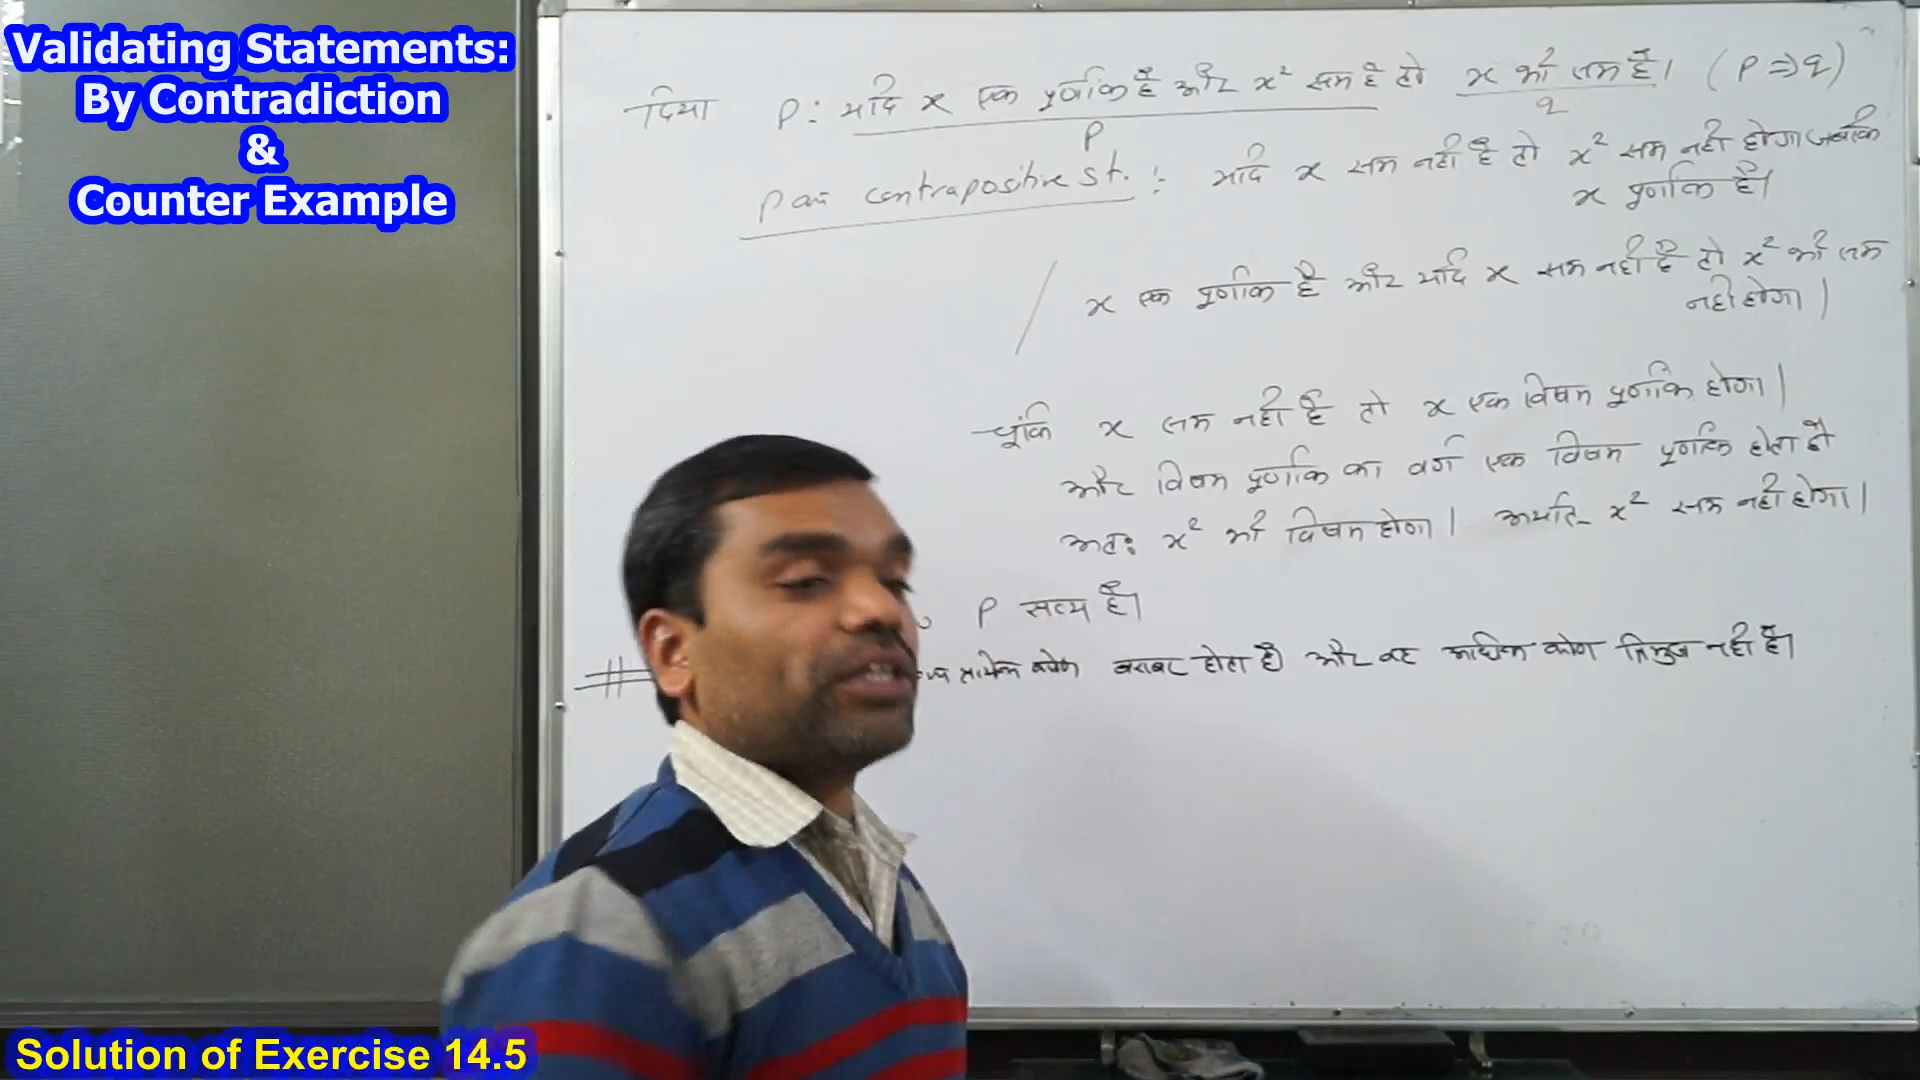 Validating Statements:
By Contradiction
&
Counter Example
दिया P: यदि x एक पूर्णांक है और x² सम है तो x भी सम है। (P ⇒ q)
P q
P का contrapositive st. : यदि x सम नहीं है तो x² सम नहीं होगा जबकि
x पूर्णांक है।
/ x एक पूर्णांक है और यदि x सम नहीं है तो x² भी सम
नहीं होगा।
चूंकि x सम नहीं है तो x एक विषम पूर्णांक होगा।
और विषम पूर्णांक का वर्ग एक विषम पूर्णांक होता है
अतः x² भी विषम होगा। अर्थात् x² सम नहीं होगा।
P सत्य है।
प्रत्येक कोण बराबर होता है और वह अधिक कोण त्रिभुज नहीं है।
Solution of Exercise 14.5